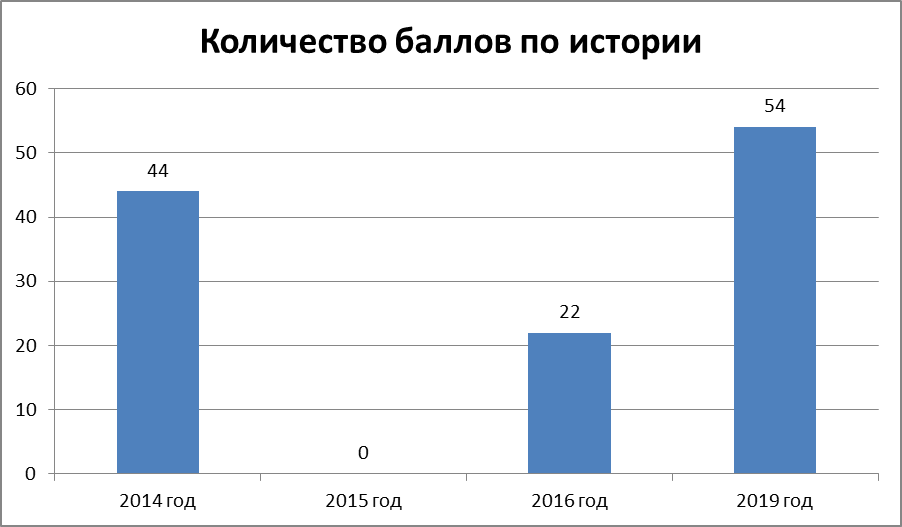 Количество баллов по истории
60
50
40
30
20
10
0
44
0
22
54
2014 год
2015 год
2016 год
2019 год